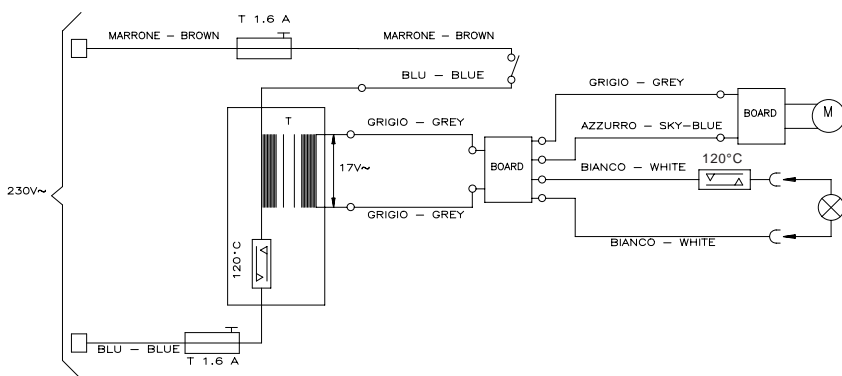 T 1.6 A
MARRONE – BROWN
MARRONE – BROWN
BLU – BLUE
GRIGIO – GREY
BOARD
M
T
GRIGIO – GREY
AZZURRO – SKY–BLUE
17V~
BOARD
BIANCO – WHITE
120°C
230V~
GRIGIO – GREY
BIANCO – WHITE
120°C
BLU – BLUE
T 1.6 A